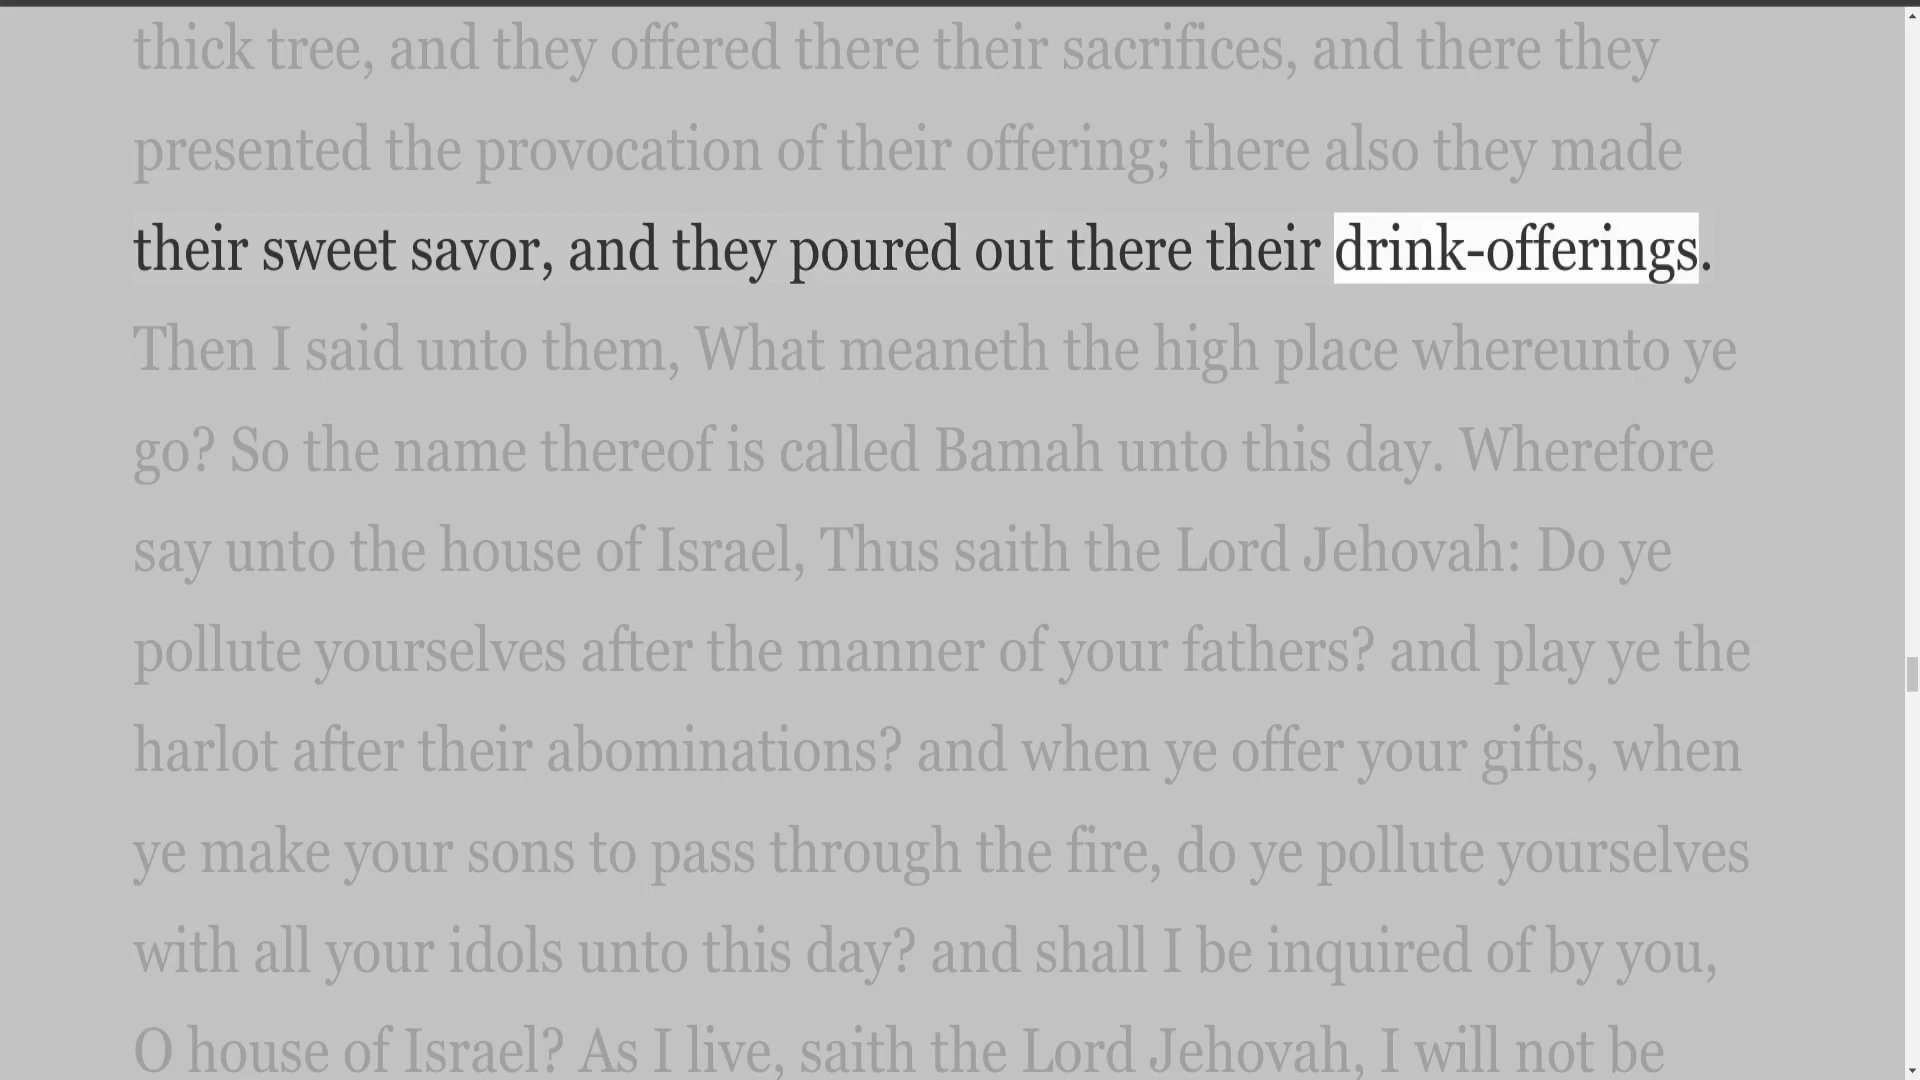 thick tree, and they offered there their sacrifices, and there they
presented the provocation of their offering; there also they made
their sweet savor, and they poured out there their drink-offerings.
Then I said unto them, What meaneth the high place whereunto ye
go? So the name thereof is called Bamah unto this day. Wherefore
say unto the house of Israel, Thus saith the Lord Jehovah: Do ye
pollute yourselves after the manner of your fathers? and play ye the
harlot after their abominations? and when ye offer your gifts, when
ye make your sons to pass through the fire, do ye pollute yourselves
with all your idols unto this day? and shall I be inquired of by you,
O house of Israel? As I live, saith the Lord Jehovah, I will not be